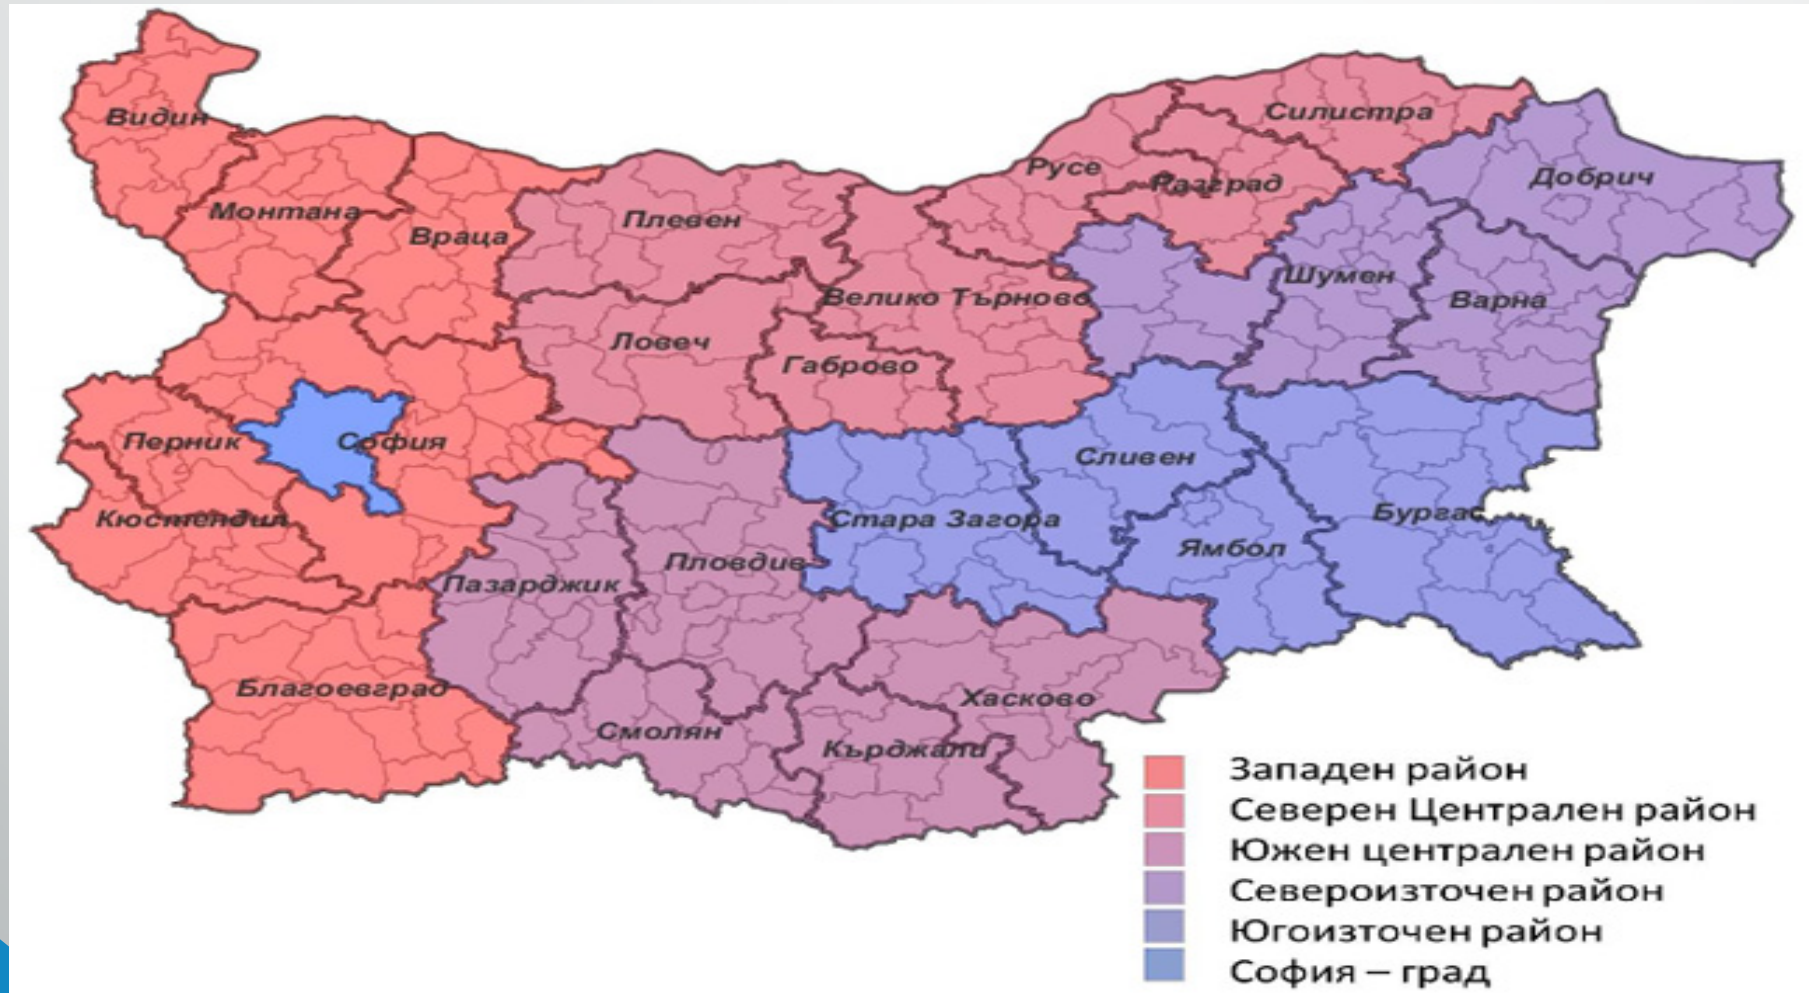 Видин
Силистра
Русе
Разград
Добрич
Монтана
Плевен
Враца
Шумен
Велико Търново
Варна
Ловеч
Габрово
Перник
София
Сливен
Кюстендил
Стара Загора
Бургас
Ямбол
Пловдив
Пазарджик
Благоевград
Хасково
Смолян
Кърджали
Западен район
Северен Централен район
Южен централен район
Североизточен район
Югоизточен район
София – град